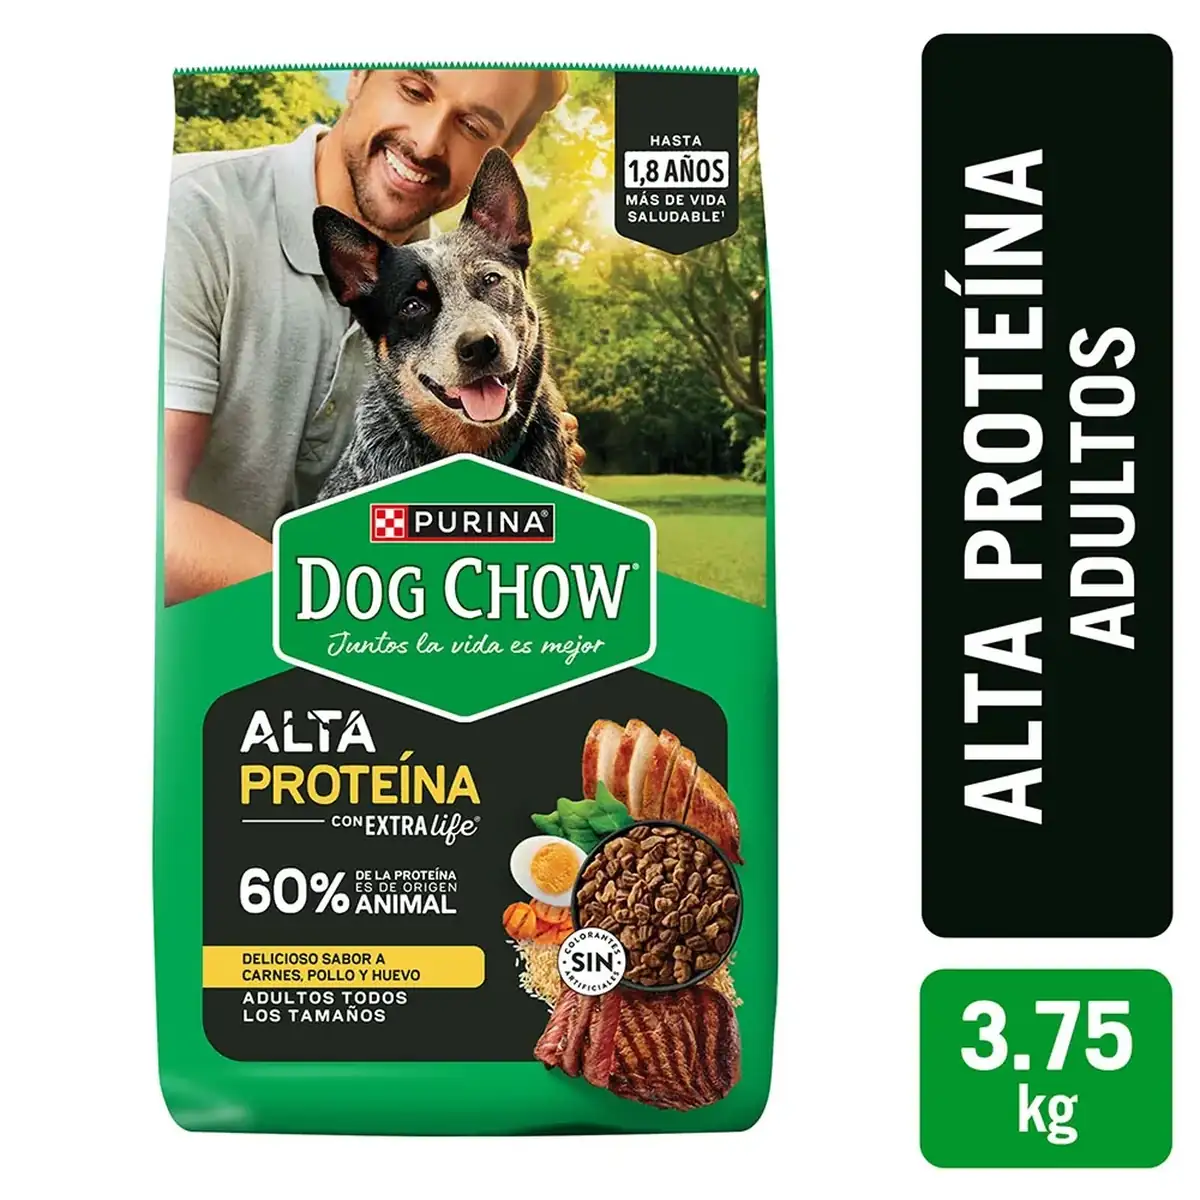 HASTA
1,8 AÑOS
MÁS DE VIDA
SALUDABLE¹
PURINA®
DOG CHOW®
Juntos la vida es mejor
ALTA
PROTEÍNA
CON EXTRA life®
60% DE LA PROTEÍNA
ES DE ORIGEN
ANIMAL
DELICIOSO SABOR A
CARNES, POLLO Y HUEVO
ADULTOS TODOS
LOS TAMAÑOS
COLORANTES
SIN
ARTIFICIALES
ALTA PROTEÍNA
ADULTOS
3.75
kg